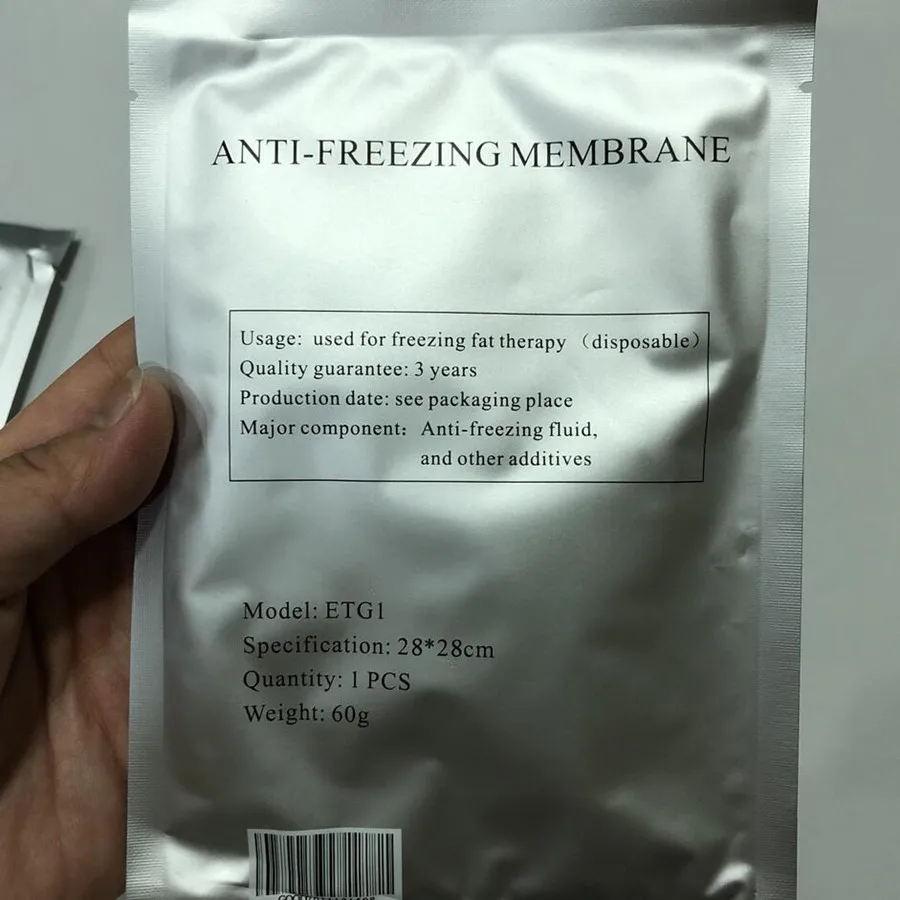 ANTI-FREEZING MEMBRANE
Usage: used for freezing fat therapy （disposable）
Quality guarantee: 3 years
Production date: see packaging place
Major component: Anti-freezing fluid,
and other additives
Model: ETG1
Specification: 28*28cm
Quantity: 1 PCS
Weight: 60g